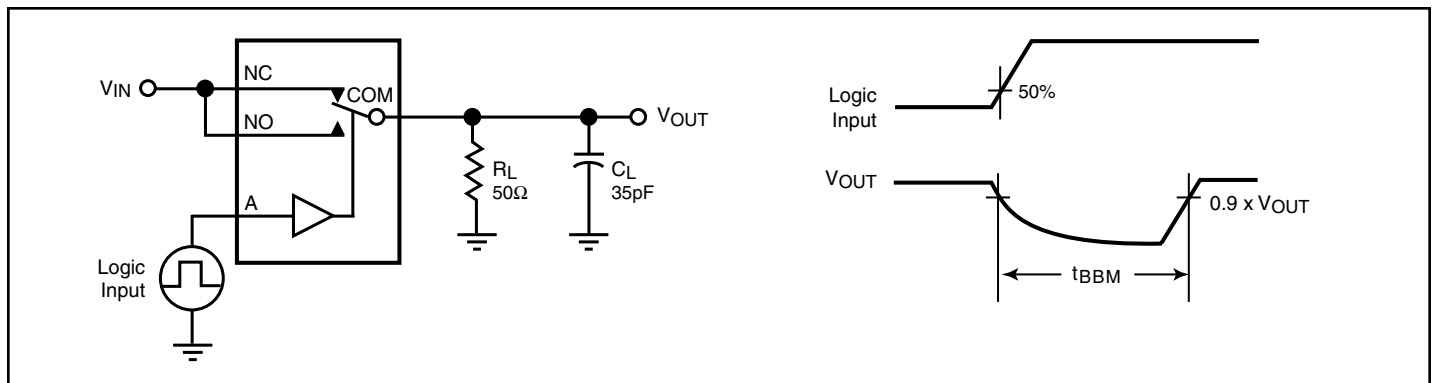 VIN
NC
COM
NO
VOUT
RL
50Ω
CL
35pF
A
Logic
Input
Logic
Input
50%
VOUT
0.9 x VOUT
tBBM